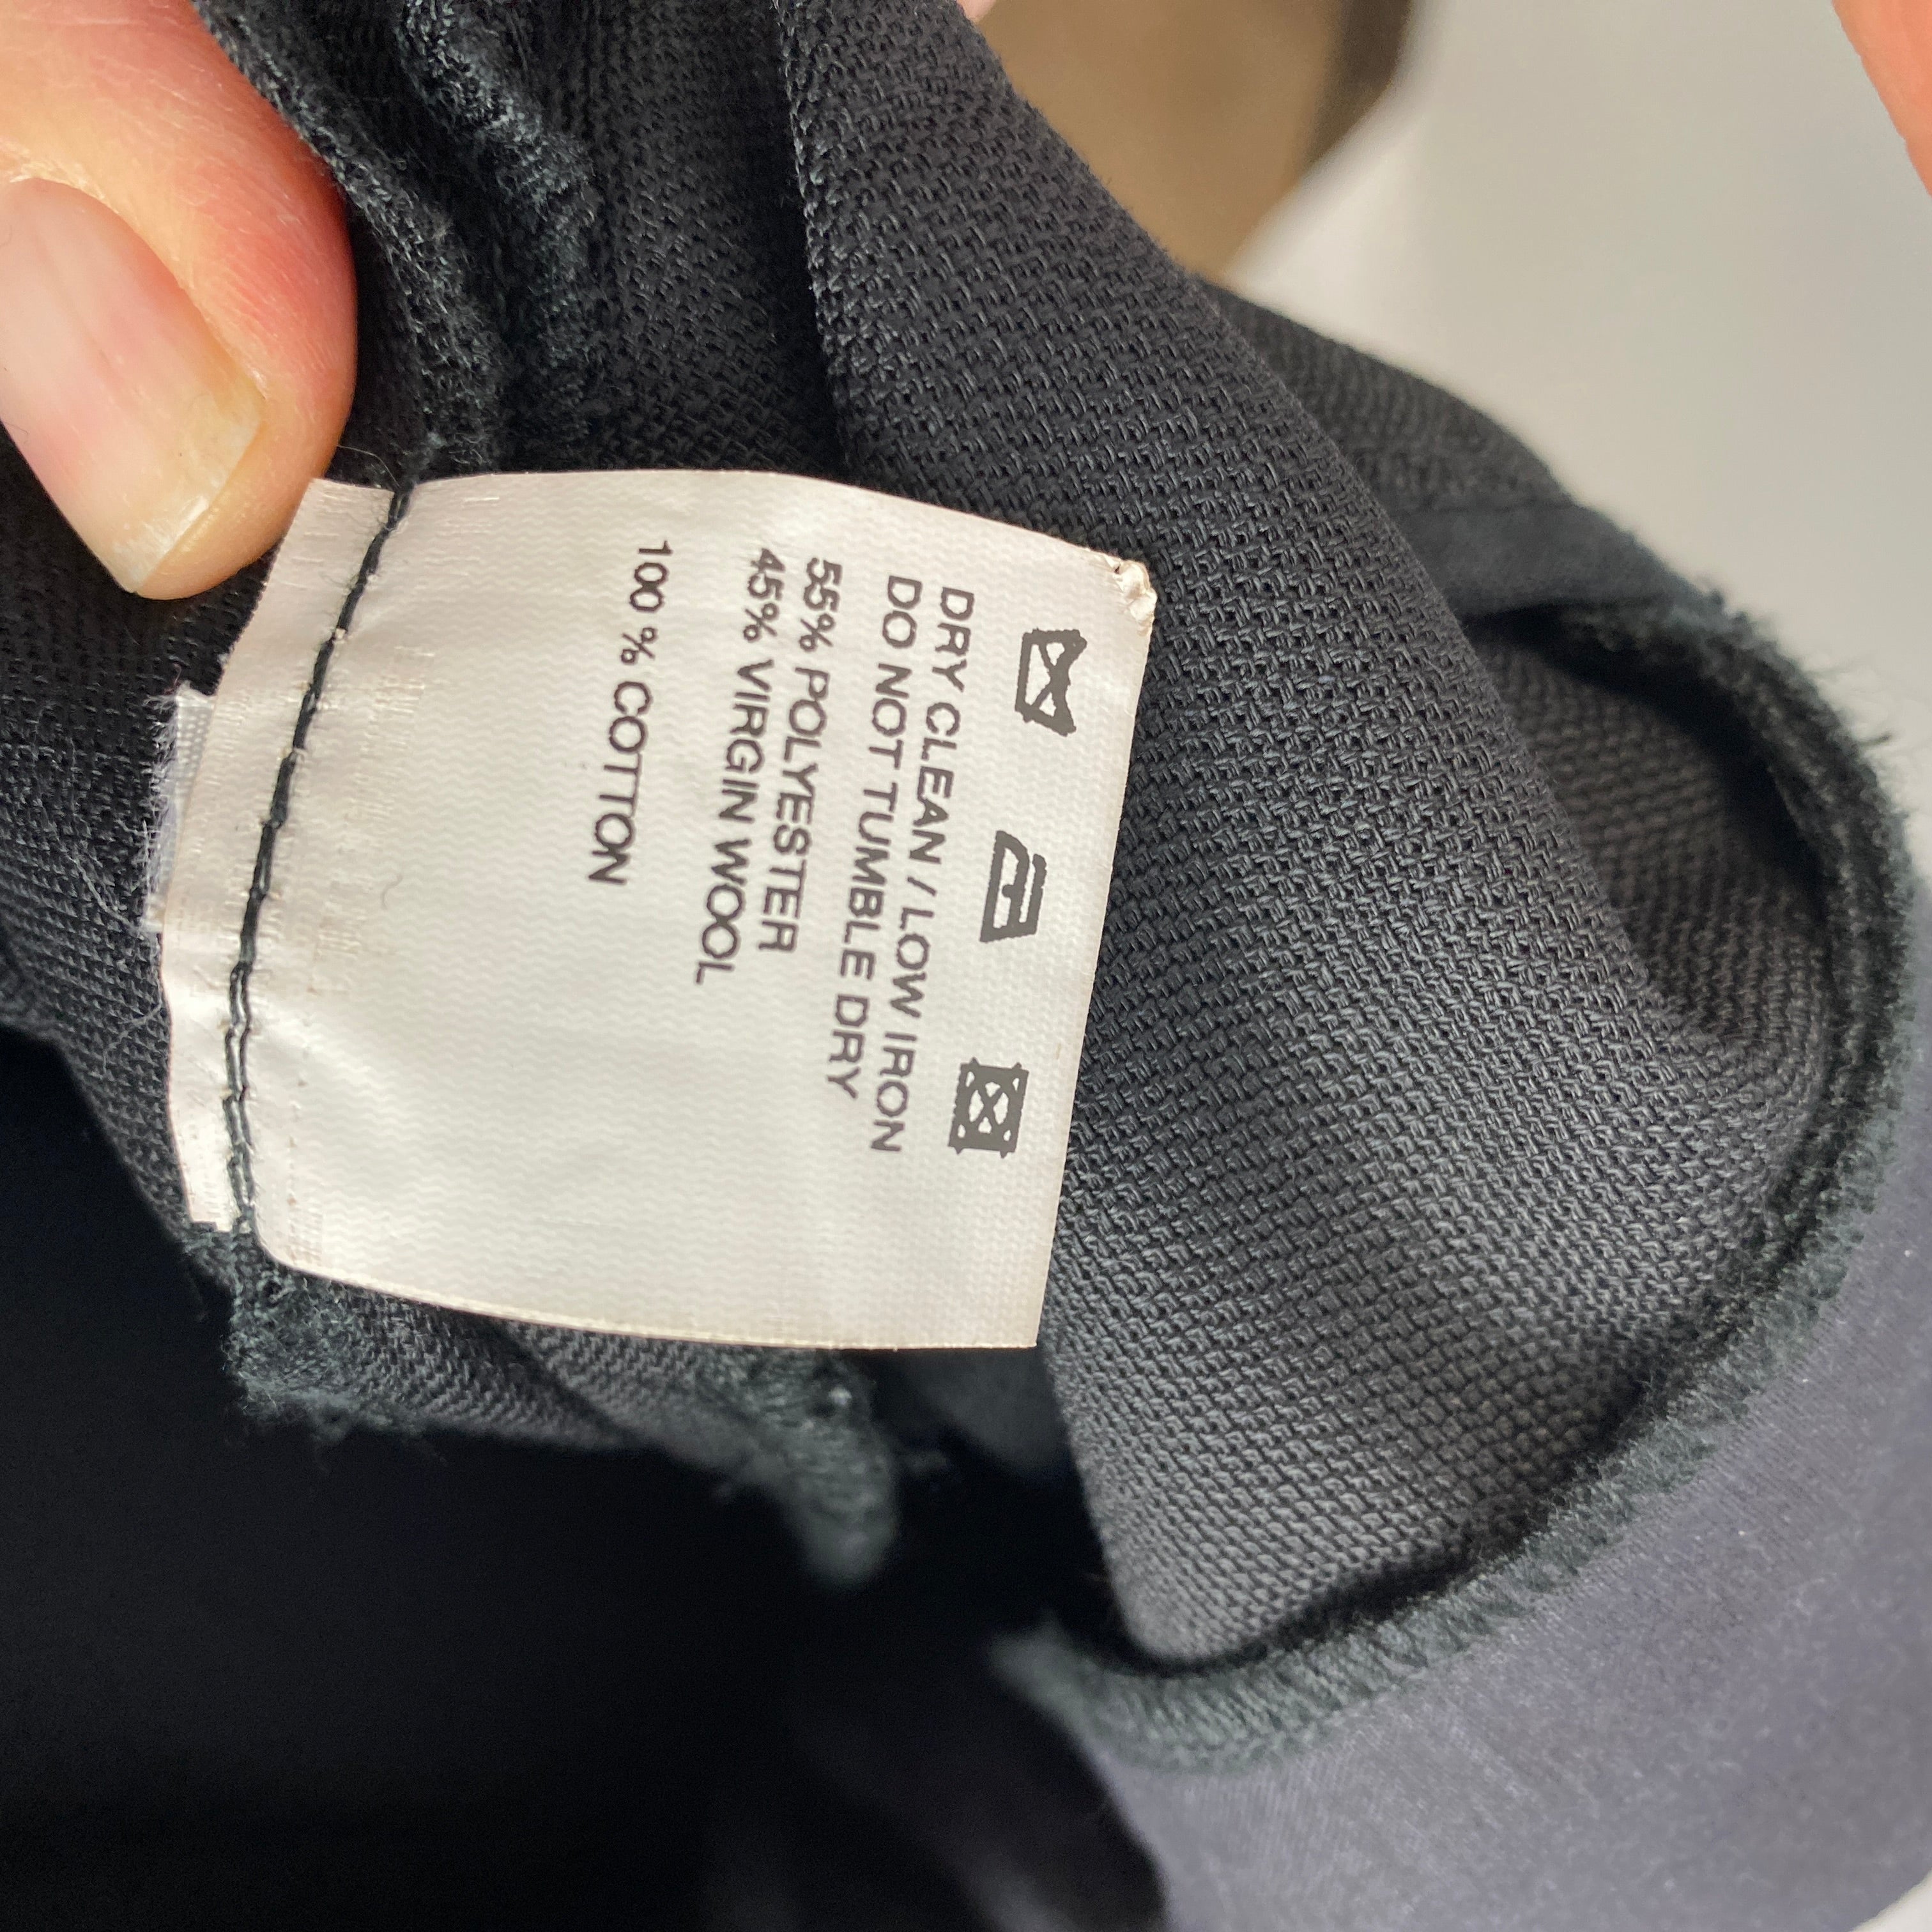 DRY CLEAN / LOW IRON
DO NOT TUMBLE DRY
55% POLYESTER
45% VIRGIN WOOL
100 % COTTON